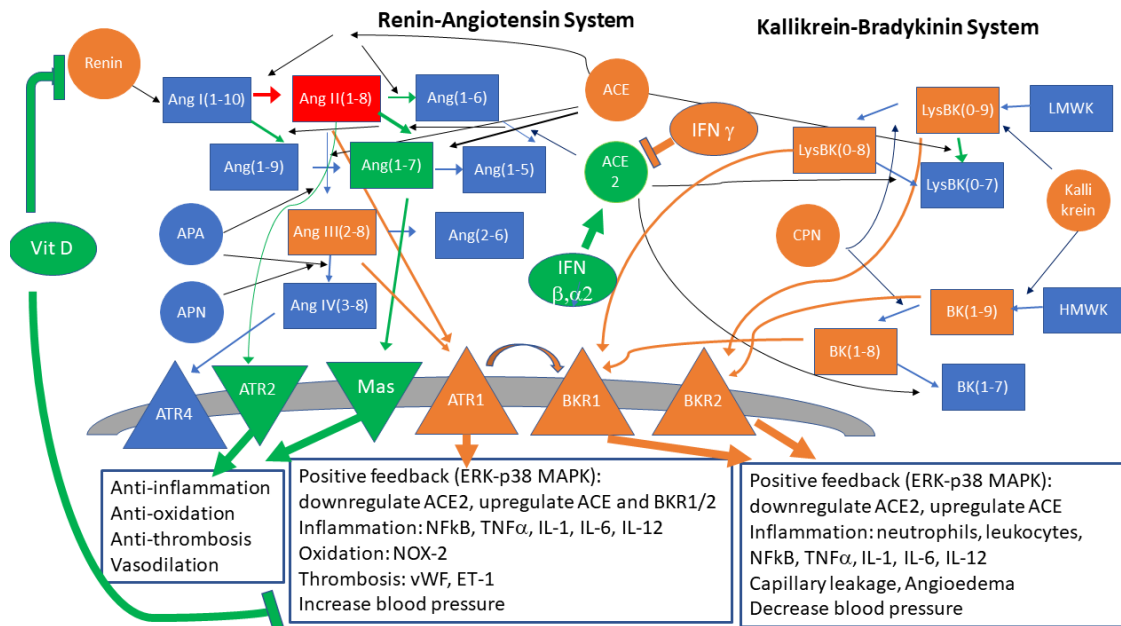 Renin-Angiotensin System
Kallikrein-Bradykinin System
Renin
Ang I(1-10)
Ang II(1-8)
Ang(1-6)
ACE
IFN γ
LysBK(0-9)
LMWK
LysBK(0-8)
Ang(1-9)
Ang(1-7)
Ang(1-5)
ACE
2
LysBK(0-7)
Kalli
krein
Vit D
APA
Ang III(2-8)
Ang(2-6)
CPN
IFN
β,α2
APN
Ang IV(3-8)
BK(1-9)
HMWK
BK(1-8)
BK(1-7)
ATR4
ATR2
Mas
ATR1
BKR1
BKR2
Anti-inflammation
Anti-oxidation
Anti-thrombosis
Vasodilation
Positive feedback (ERK-p38 MAPK):
downregulate ACE2, upregulate ACE and BKR1/2
Inflammation: NFkB, TNFα, IL-1, IL-6, IL-12
Oxidation: NOX-2
Thrombosis: vWF, ET-1
Increase blood pressure
Positive feedback (ERK-p38 MAPK):
downregulate ACE2, upregulate ACE
Inflammation: neutrophils, leukocytes,
NFkB, TNFα, IL-1, IL-6, IL-12
Capillary leakage, Angioedema
Decrease blood pressure